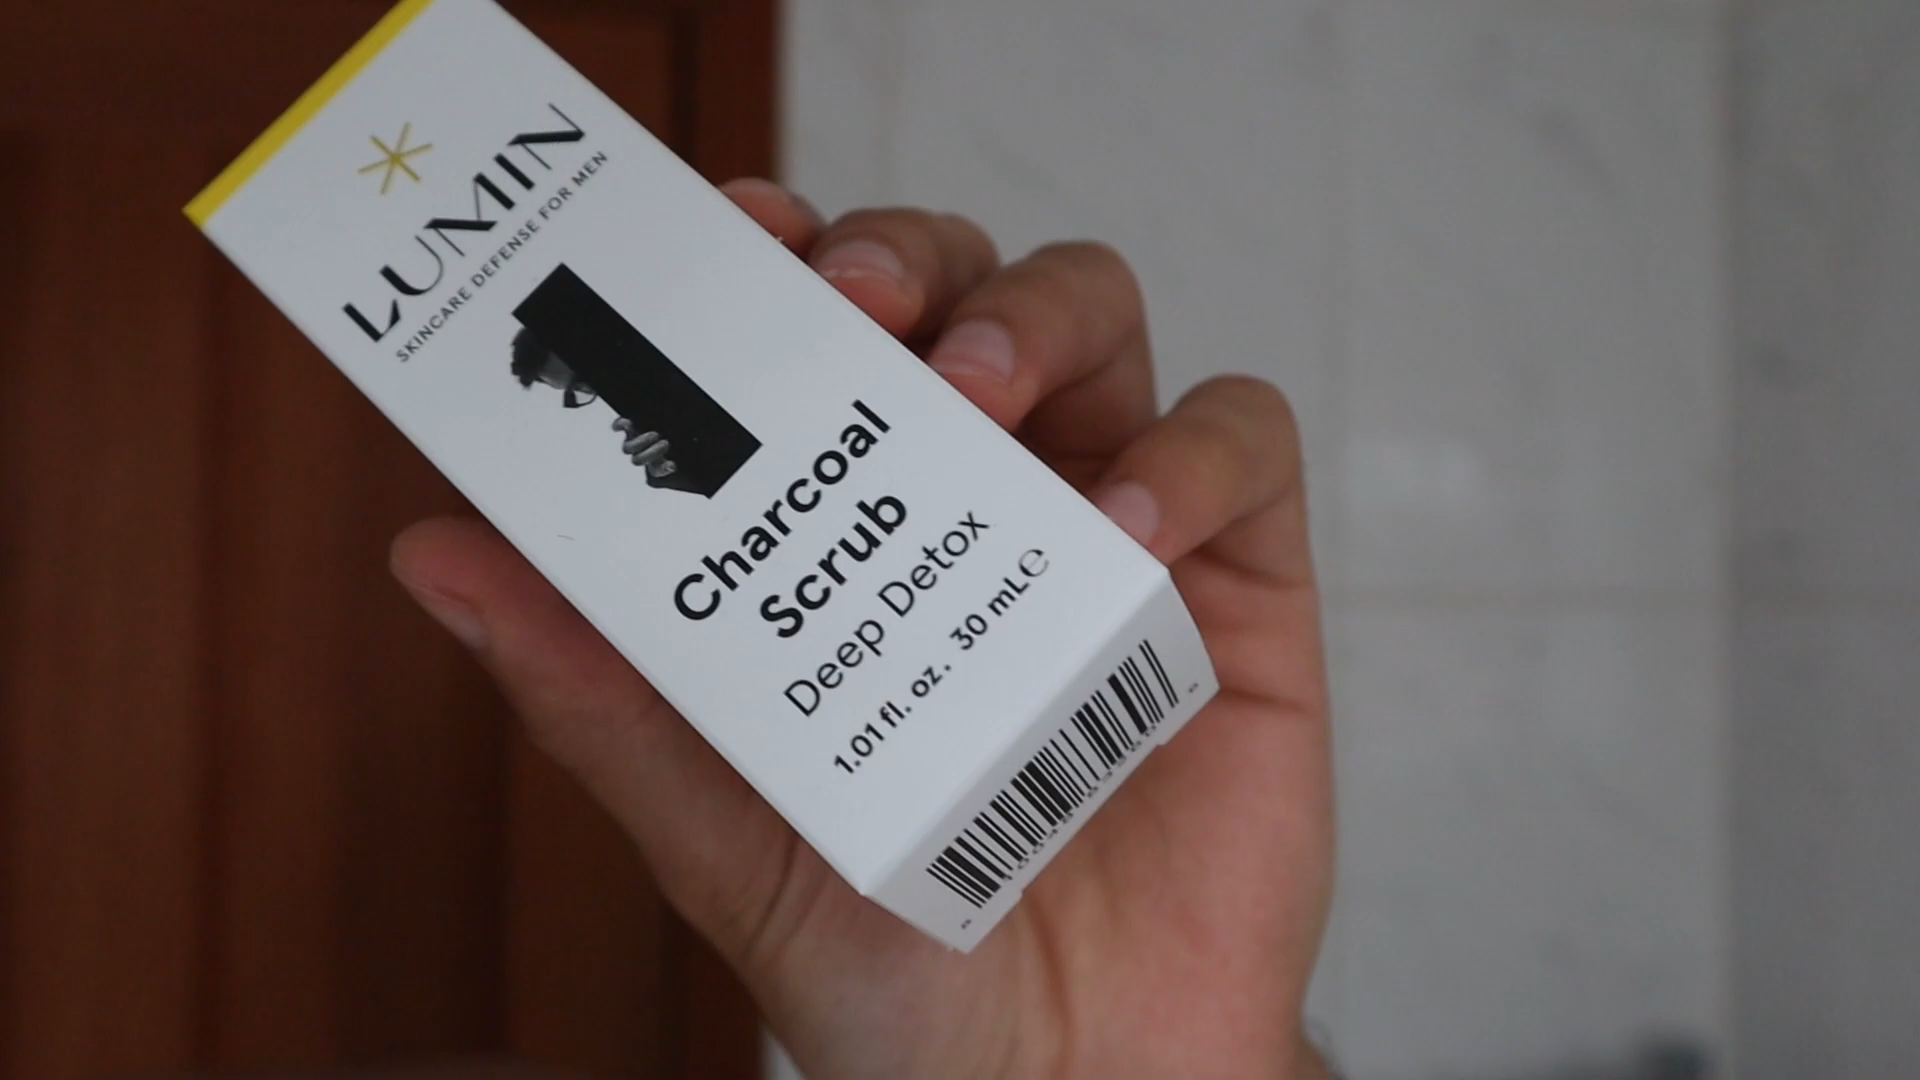 LUMIN
SKINCARE DEFENSE FOR MEN
Charcoal
Scrub
Deep Detox
1.01 fl. oz. 30 mL℮